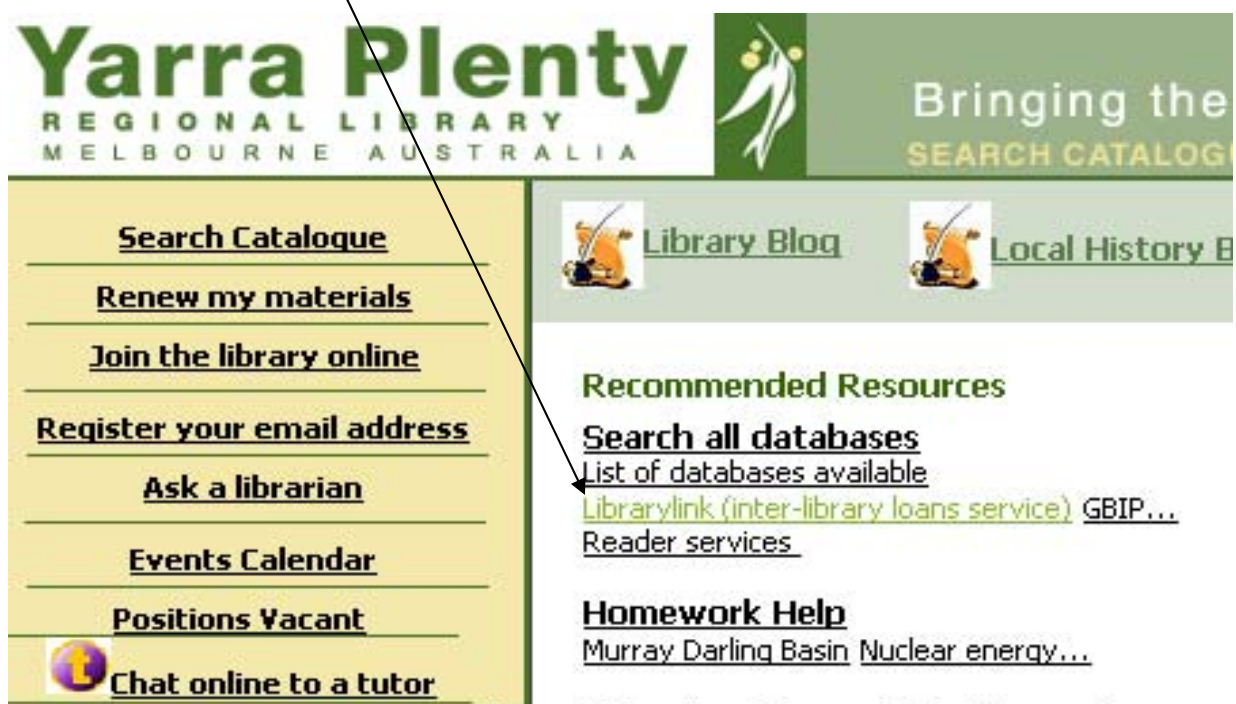 Yarra Plenty
REGIONAL LIBRARY
MELBOURNE AUSTRALIA
Bringing the
SEARCH CATALOGU
Search Catalogue
Renew my materials
Join the library online
Register your email address
Ask a librarian
Events Calendar
Positions Vacant
t
Chat online to a tutor
Library Blog
Local History B
Recommended Resources
Search all databases
List of databases available
Librarylink (inter-library loans service) GBIP...
Reader services
Homework Help
Murray Darling Basin Nuclear energy...